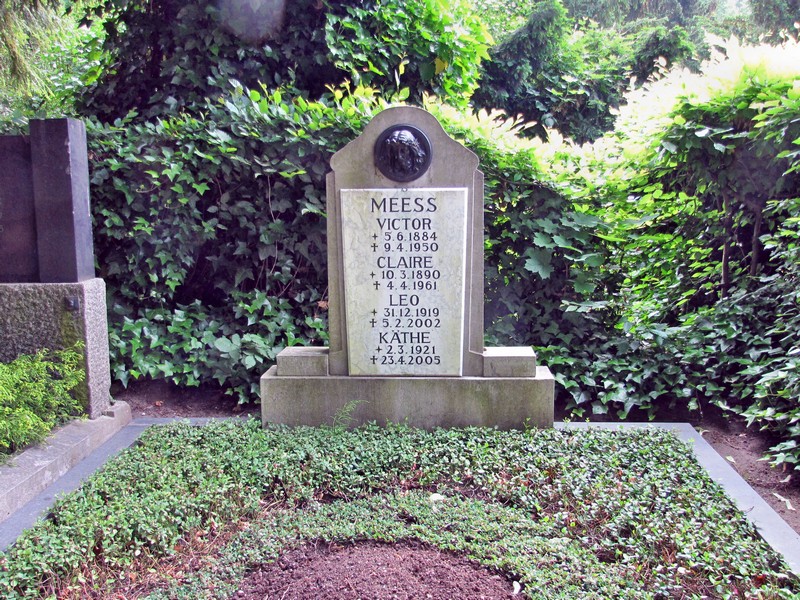 MEESS
VICTOR
+ 5.6.1884
✝ 9.4.1950
CLAIRE
+ 10.3.1890
✝ 4.4.1961
LEO
+ 31.12.1919
✝ 5.2.2002
KÄTHE
+ 2.3.1921
✝ 23.4.2005